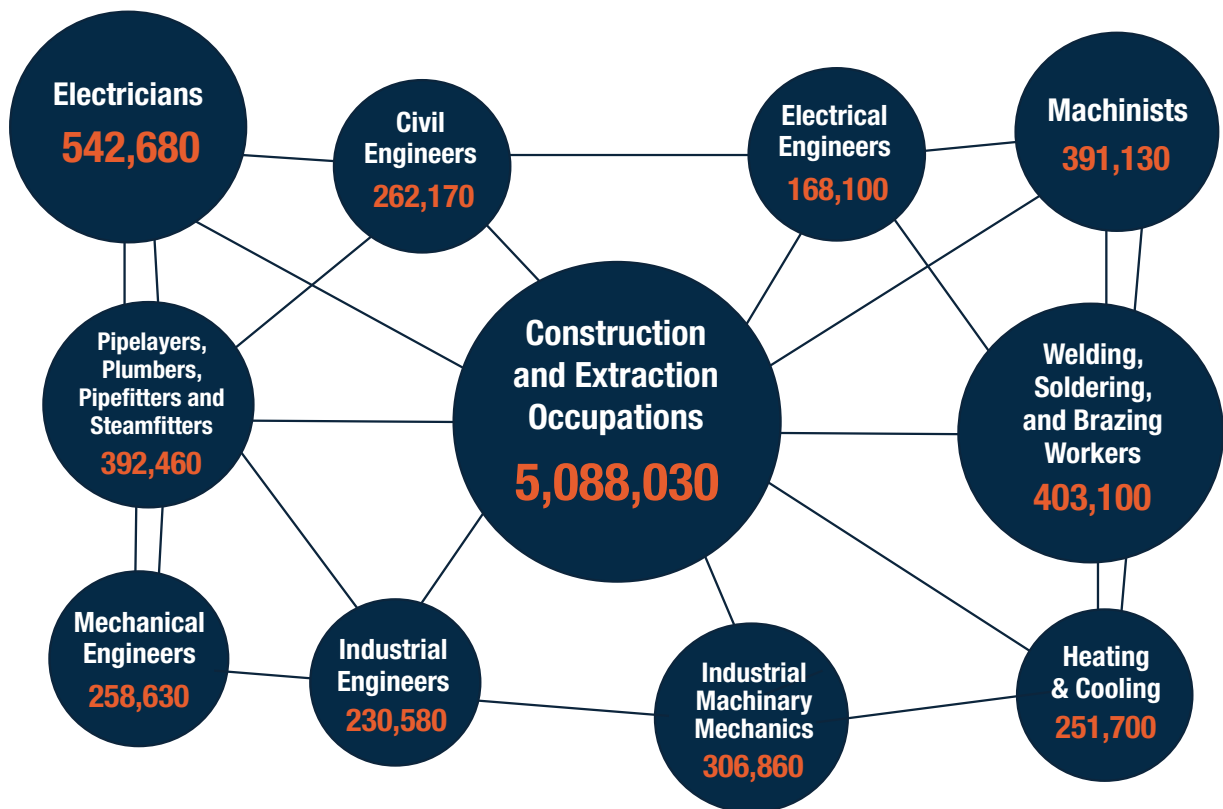 Electricians
542,680
Civil
Engineers
262,170
Electrical
Engineers
168,100
Machinists
391,130
Pipelayers,
Plumbers,
Pipefitters and
Steamfitters
392,460
Construction
and Extraction
Occupations
5,088,030
Welding,
Soldering,
and Brazing
Workers
403,100
Mechanical
Engineers
258,630
Industrial
Engineers
230,580
Industrial
Machinary
Mechanics
306,860
Heating
& Cooling
251,700